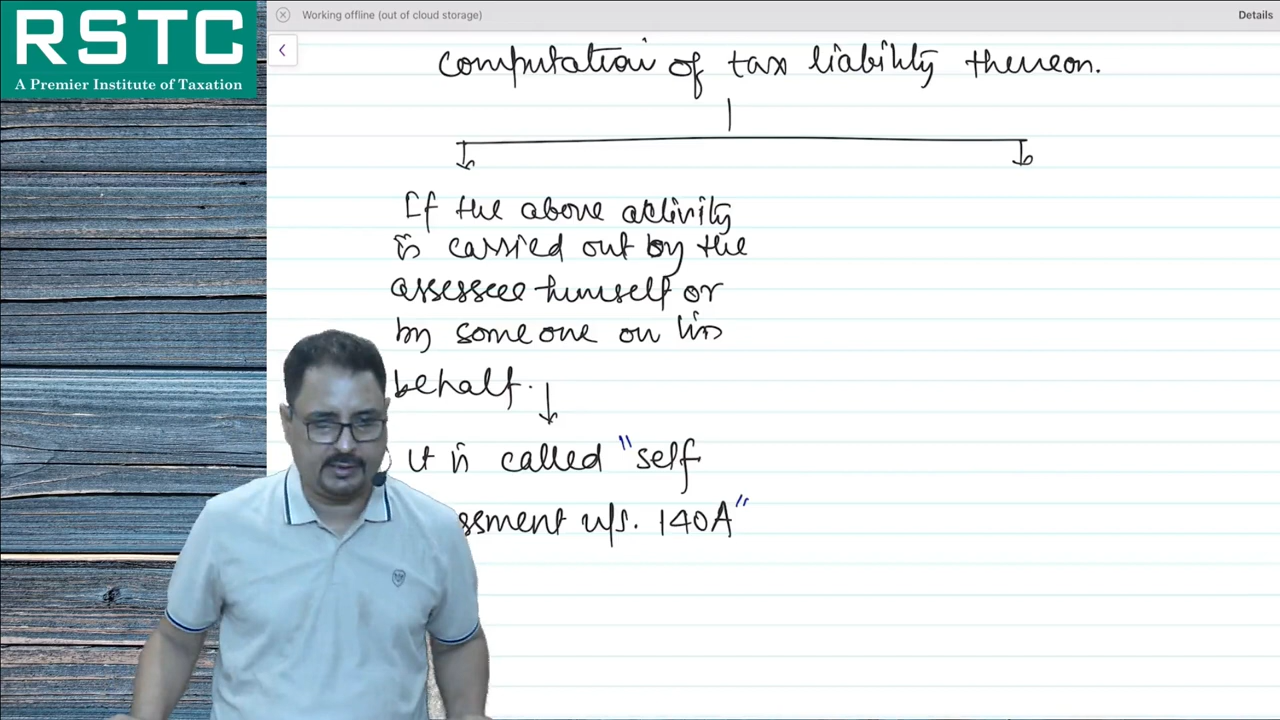 RSTC
A Premier Institute of Taxation
Working offline (out of cloud storage)
Details
computation of tax liability thereon.
If the above activity
is carried out by the
assessee himself or
by someone on his
behalf.
It is called "self
ssment u/s. 140A"